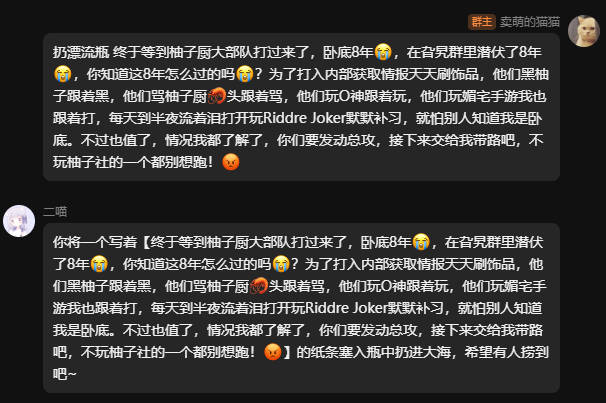 群主 卖萌的猫猫
扔漂流瓶 终于等到柚子厨大部队打过来了，卧底8年😭，在旮旯群里潜伏了8年
😭，你知道这8年怎么过的吗😭？为了打入内部获取情报天天刷饰品，他们黑柚
子跟着黑，他们骂柚子厨🦐头跟着骂，他们玩O神跟着玩，他们玩媚宅手游我也
跟着打，每天到半夜流着泪打开玩Riddre Joker默默补习，就怕别人知道我是卧
底。不过也值了，情况我都了解了，你们要发动总攻，接下来交给我带路吧，不
玩柚子社的一个都别想跑！😡
二喵
你将一个写着【终于等到柚子厨大部队打过来了，卧底8年😭，在旮旯群里潜伏
了8年😭，你知道这8年怎么过的吗😭？为了打入内部获取情报天天刷饰品，他
们黑柚子跟着黑，他们骂柚子厨🦐头跟着骂，他们玩O神跟着玩，他们玩媚宅手
游我也跟着打，每天到半夜流着泪打开玩Riddre Joker默默补习，就怕别人知道
我是卧底。不过也值了，情况我都了解了，你们要发动总攻，接下来交给我带路
吧，不玩柚子社的一个都别想跑！😡】的纸条塞入瓶中扔进大海，希望有人捞到
吧~